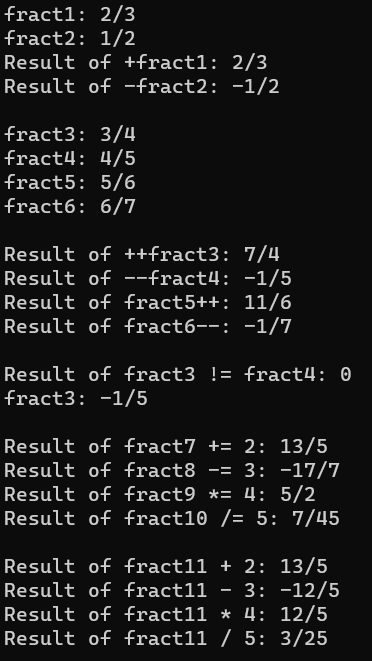 fract1: 2/3
fract2: 1/2
Result of +fract1: 2/3
Result of -fract2: -1/2
fract3: 3/4
fract4: 4/5
fract5: 5/6
fract6: 6/7
Result of ++fract3: 7/4
Result of --fract4: -1/5
Result of fract5++: 11/6
Result of fract6--: -1/7
Result of fract3 != fract4: 0
fract3: -1/5
Result of fract7 += 2: 13/5
Result of fract8 -= 3: -17/7
Result of fract9 *= 4: 5/2
Result of fract10 /= 5: 7/45
Result of fract11 + 2: 13/5
Result of fract11 - 3: -12/5
Result of fract11 * 4: 12/5
Result of fract11 / 5: 3/25